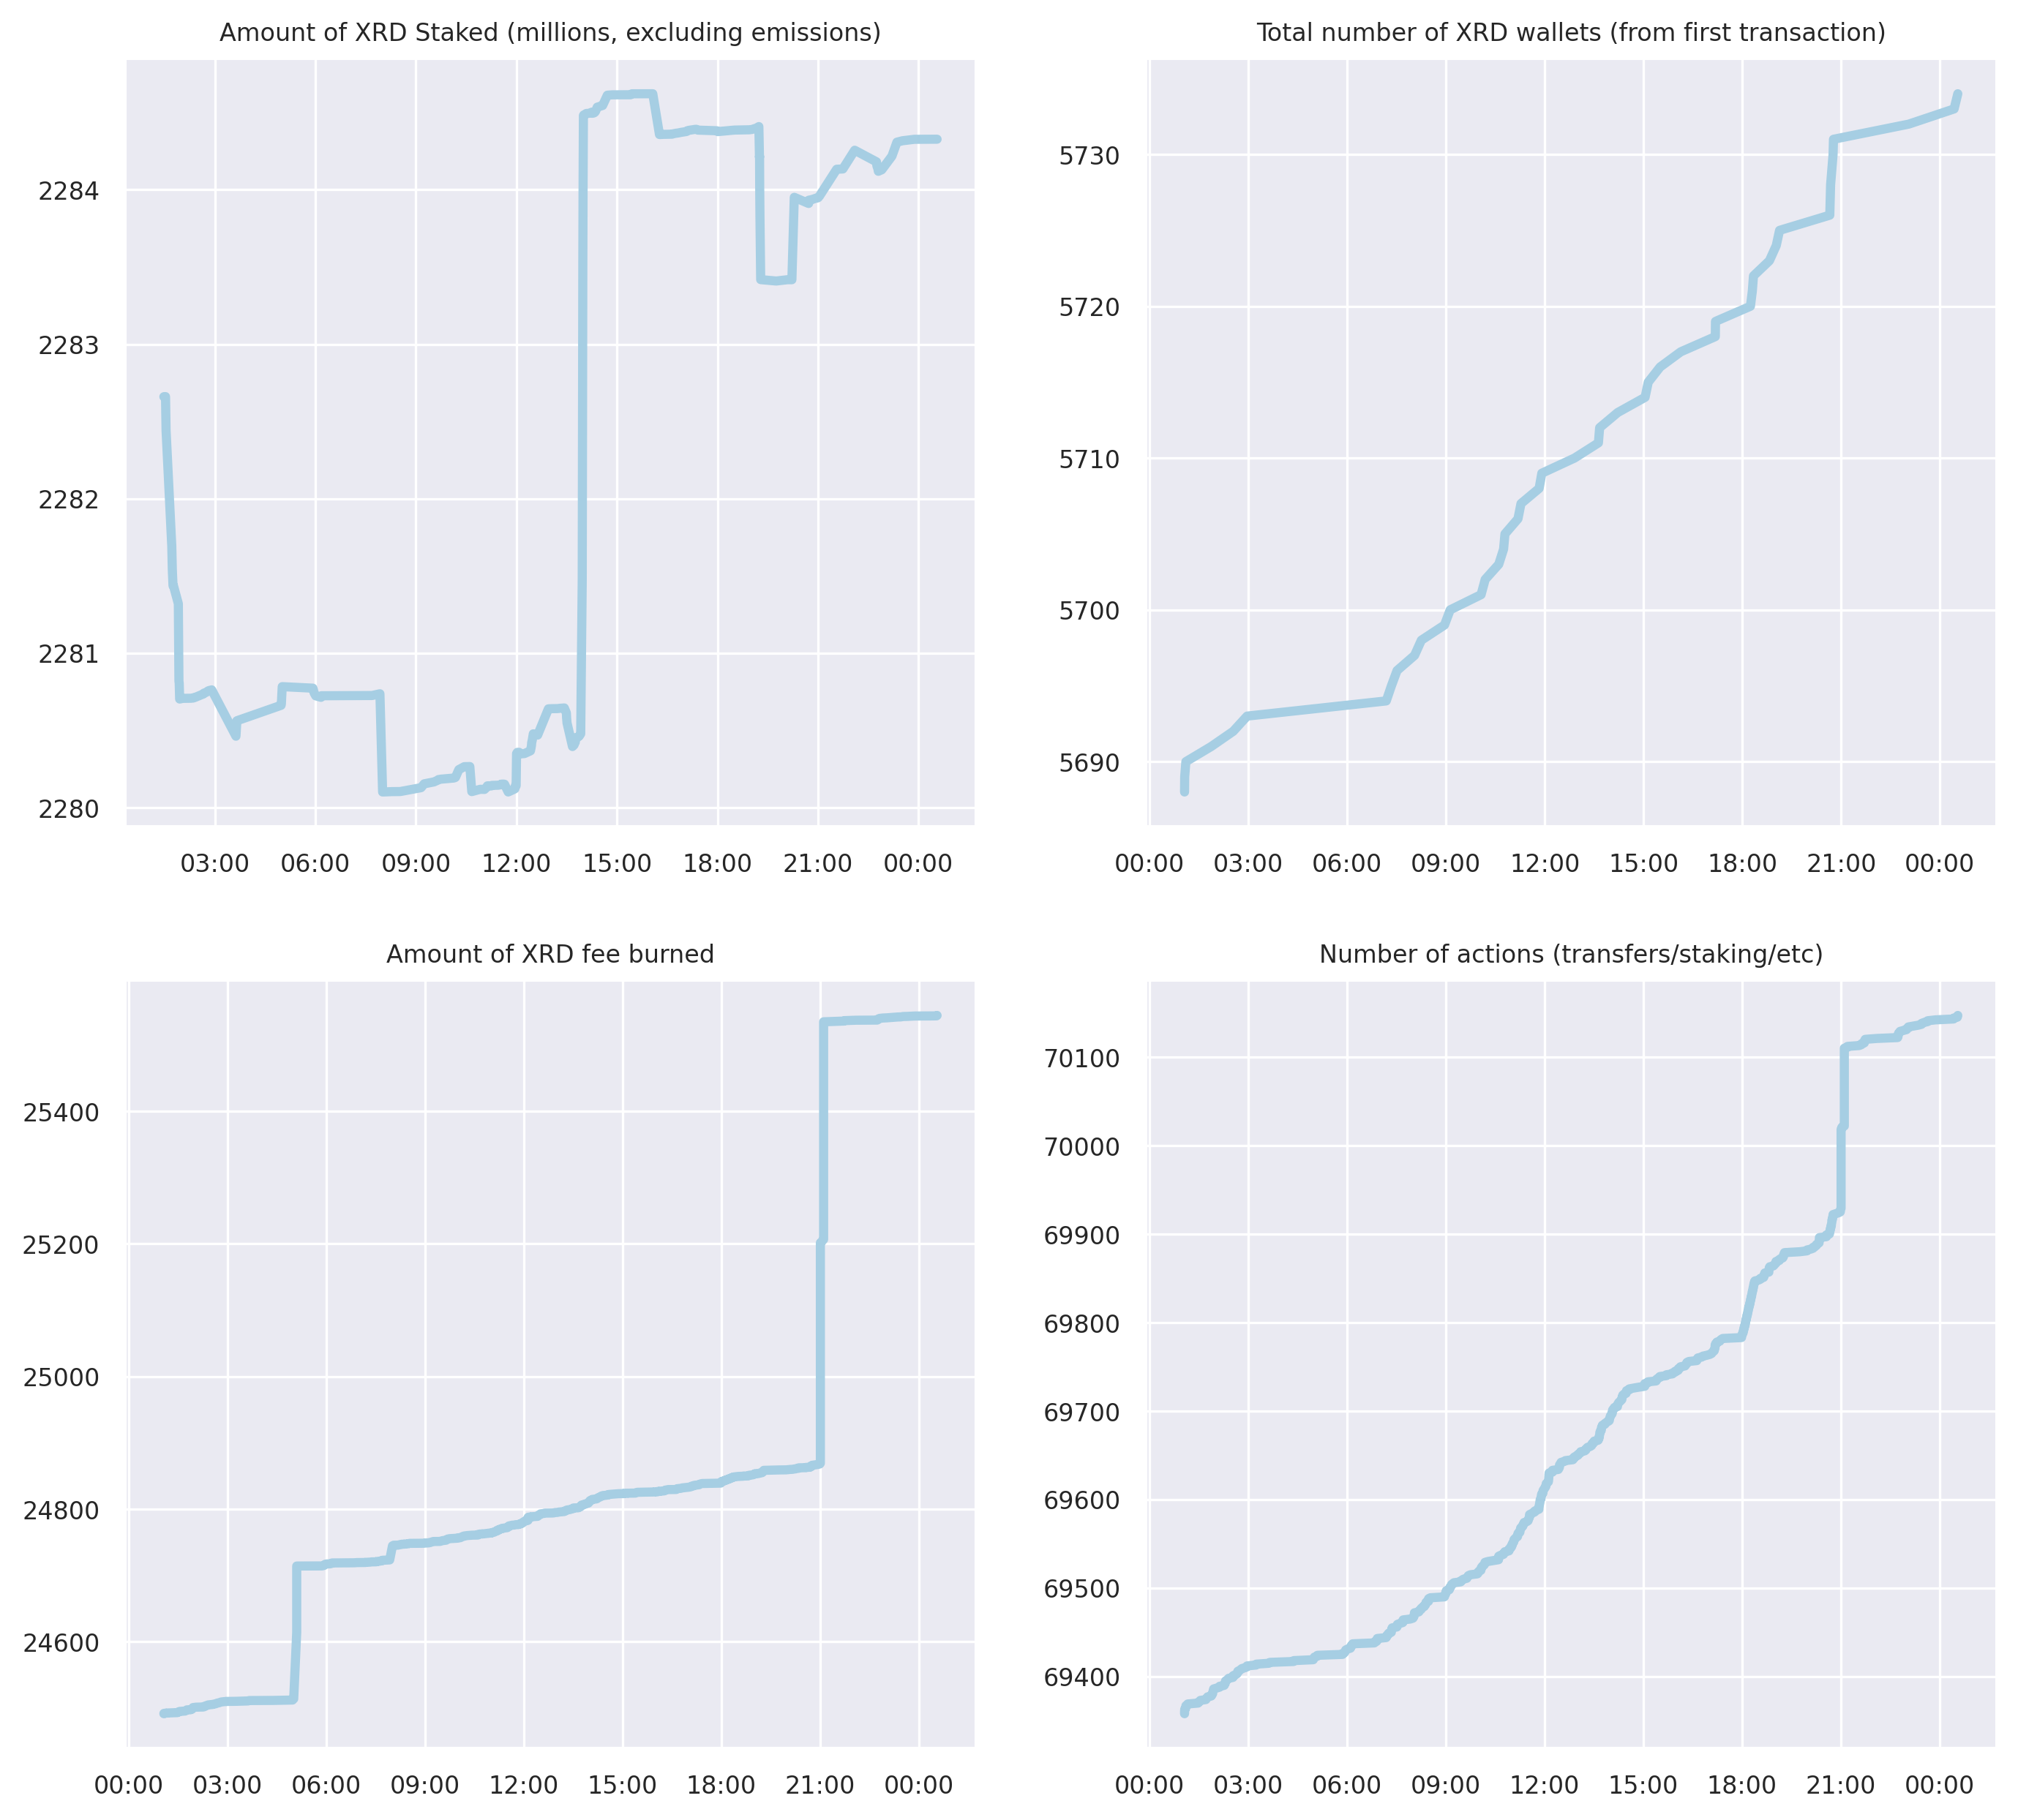 Amount of XRD Staked (millions, excluding emissions)
2284
2283
2282
2281
2280
03:00 06:00 09:00 12:00 15:00 18:00 21:00 00:00
Total number of XRD wallets (from first transaction)
5730
5720
5710
5700
5690
00:00 03:00 06:00 09:00 12:00 15:00 18:00 21:00 00:00
Amount of XRD fee burned
25400
25200
25000
24800
24600
00:00 03:00 06:00 09:00 12:00 15:00 18:00 21:00 00:00
Number of actions (transfers/staking/etc)
70100
70000
69900
69800
69700
69600
69500
69400
00:00 03:00 06:00 09:00 12:00 15:00 18:00 21:00 00:00